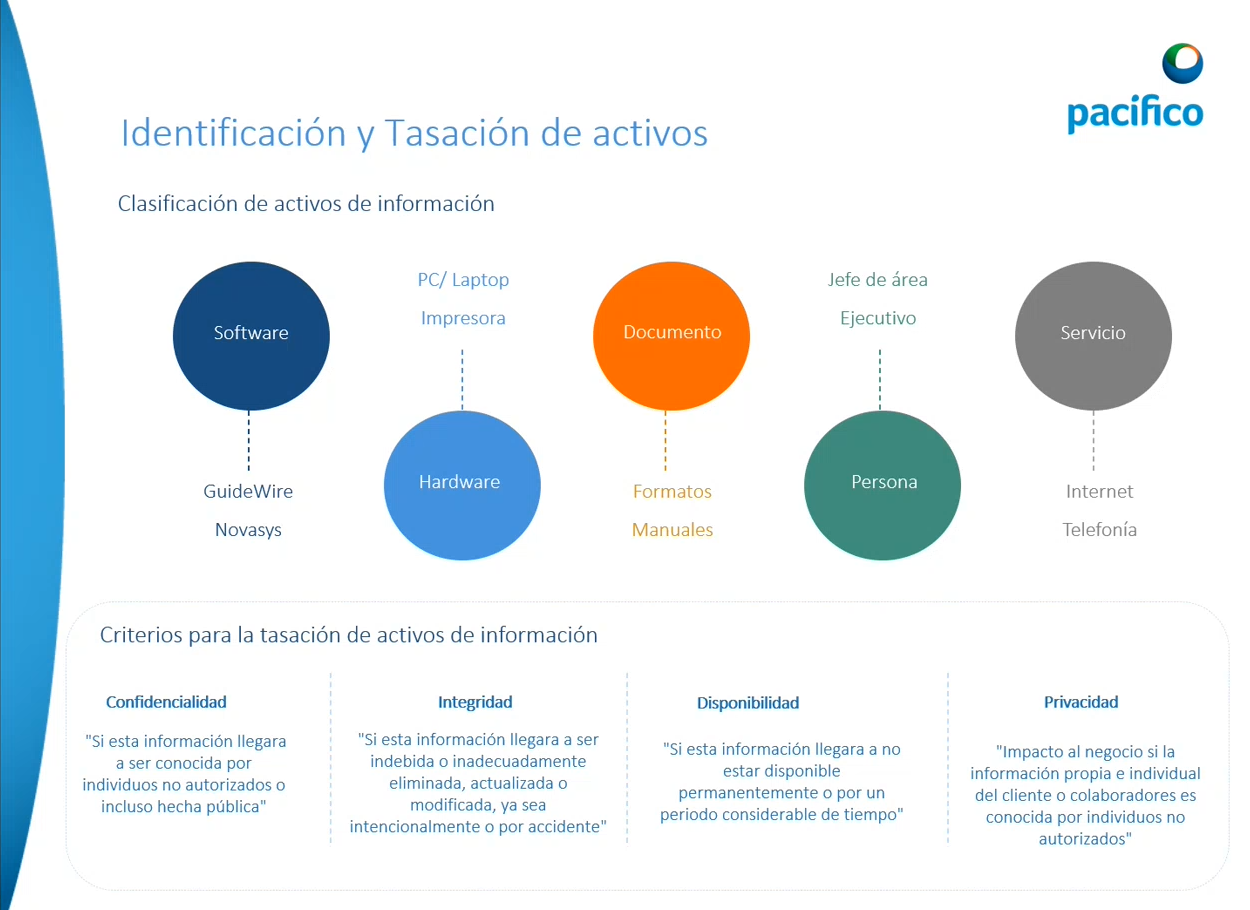 pacífico
Identificación y Tasación de activos
Clasificación de activos de información
Software
GuideWire
Novasys
PC/ Laptop
Impresora
Hardware
Documento
Formatos
Manuales
Jefe de área
Ejecutivo
Persona
Servicio
Internet
Telefonía
Criterios para la tasación de activos de información
Confidencialidad
"Si esta información llegara
a ser conocida por
individuos no autorizados o
incluso hecha pública"
Integridad
"Si esta información llegara a ser
indebida o inadecuadamente
eliminada, actualizada o
modificada, ya sea
intencionalmente o por accidente"
Disponibilidad
"Si esta información llegara a no
estar disponible
permanentemente o por un
periodo considerable de tiempo"
Privacidad
"Impacto al negocio si la
información propia e individual
del cliente o colaboradores es
conocida por individuos no
autorizados"